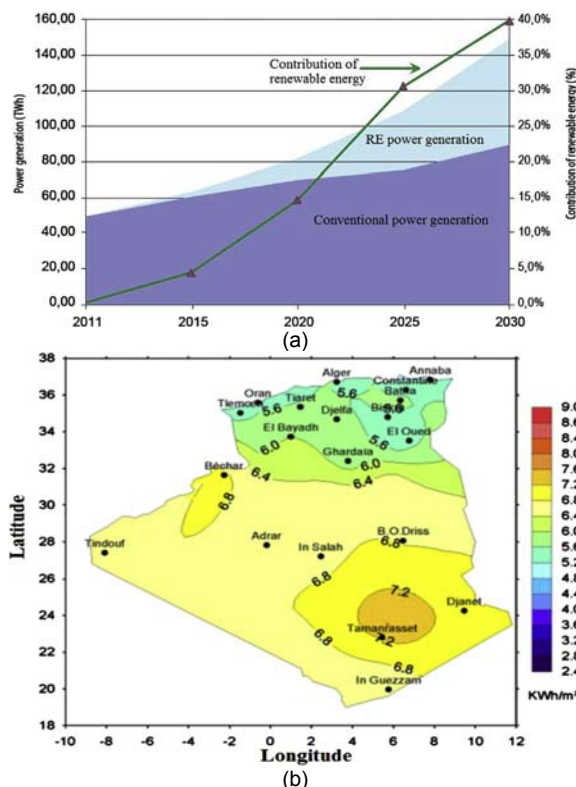 160,00
140,00
120,00
100,00
80,00
60,00
40,00
20,00
0,00
Power generation (TWh)
Contribution of
renewable energy
RE power generation
Conventional power generation
40,0%
35,0%
30,0%
25,0%
20,0%
15,0%
10,0%
5,0%
0,0%
Contribution of renewable energy (%)
2011 2015 2020 2025 2030
(a)
38
36
34
32
30
28
26
24
22
20
18
Latitude
Annaba
Alger
Constantine
Oran
5.6
Batna
Tlemcen
5.6
Tiaret
Djelfa
5.6
El Bayadh
El Oued
6.0
Ghardaia
6.0
6.4
6.4
Béchar
6.8
Adrar
B.O.Driss
6.8
Tindouf
In Salah
6.8
7.2
Djanet
Tamanrasset
7.2
6.8
6.8
In Guezzam
-10 -8 -6 -4 -2 0 2 4 6 8 10 12
Longitude
9.0
8.6
8.4
7.6
7.2
6.8
6.4
6.0
5.6
5.2
4.8
4.4
4.0
3.6
3.2
2.8
2.4
KWh/m²
(b)